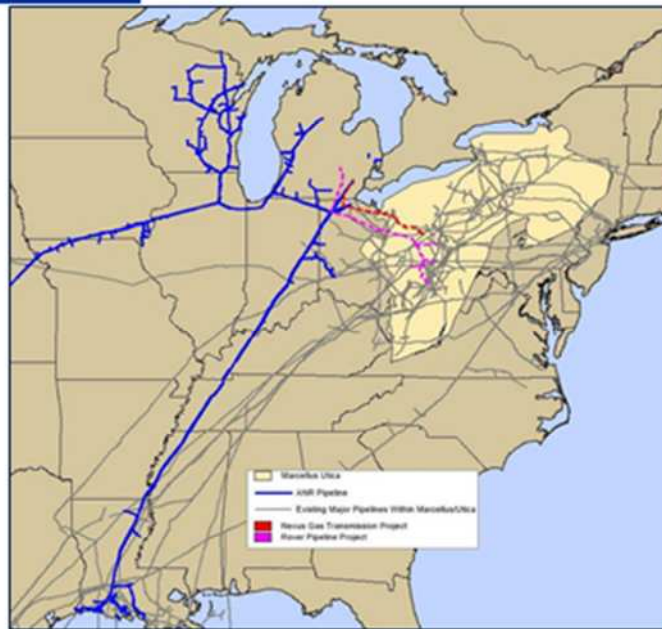 Marcellus Utica
ANR Pipeline
Existing Major Pipelines Within Marcellus/Utica
Nexus Gas Transmission Project
Rover Pipeline Project